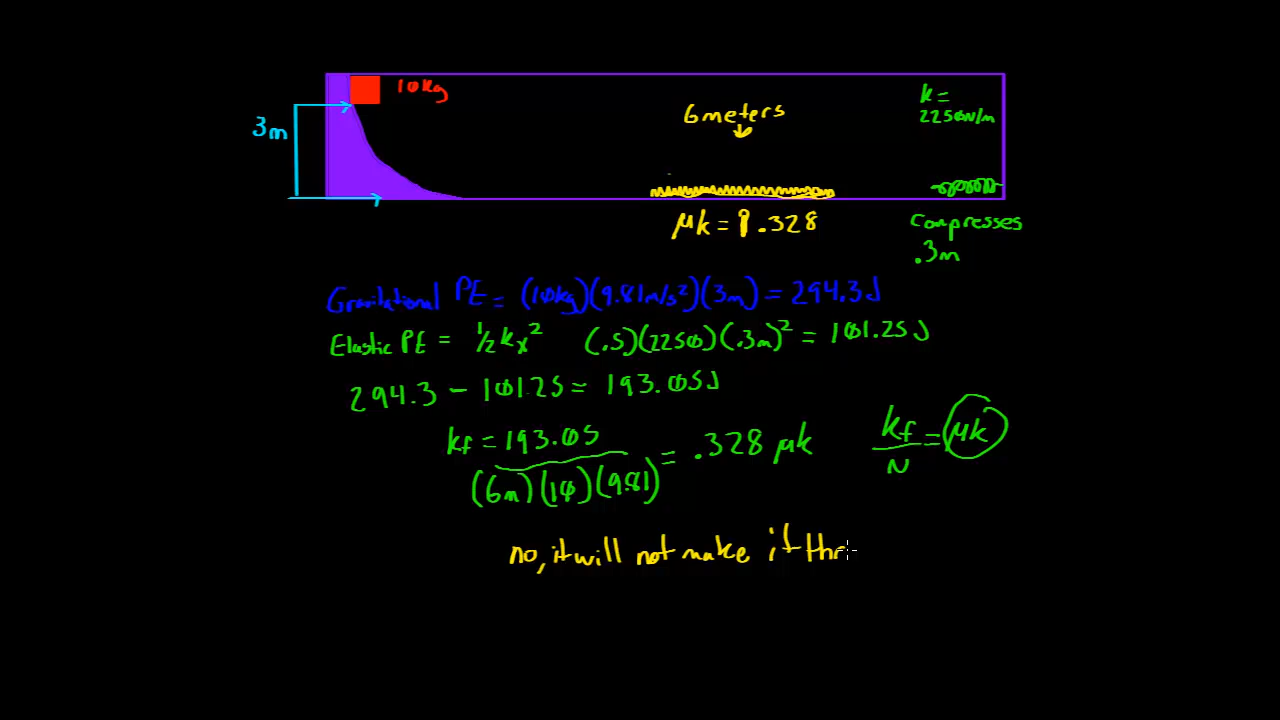 10kg
3m
6 meters
k =
2250N/m
μk = .328
Compresses
.3m
Gravitational PE = (10kg)(9.81m/s²)(3m) = 294.3J
Elastic PE = ½kx² (.5)(2250)(.3m)² = 101.25J
294.3 - 101.25 = 193.05J
kf = 193.05
(6m)(10)(9.81) = .328 μk
kf
N = μk
no, it will not make it thr